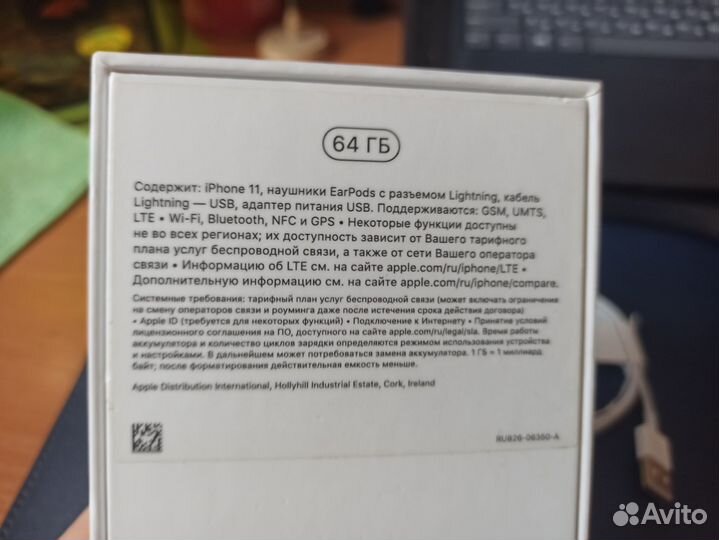 64 ГБ
Содержит: iPhone 11, наушники EarPods с разъемом Lightning, кабель
Lightning — USB, адаптер питания USB. Поддерживаются: GSM, UMTS,
LTE • Wi-Fi, Bluetooth, NFC и GPS • Некоторые функции доступны
не во всех регионах; их доступность зависит от Вашего тарифного
плана услуг беспроводной связи, а также от сети Вашего оператора
связи • Информацию об LTE см. на сайте apple.com/ru/iphone/LTE •
Дополнительную информацию см. на сайте apple.com/ru/iphone/compare.
Системные требования: тарифный план услуг беспроводной связи (может включать ограничения
на смену операторов связи и роуминга даже после истечения срока действия договора)
• Apple ID (требуется для некоторых функций) • Подключение к Интернету • Принятие условий
лицензионного соглашения на ПО, доступного на сайте apple.com/ru/legal/sla. Время работы
аккумулятора и количество циклов зарядки определяются режимом использования устройства
и настройками. В дальнейшем может потребоваться замена аккумулятора. 1 ГБ = 1 миллиард
байт; после форматирования действительная емкость меньше.
Apple Distribution International, Hollyhill Industrial Estate, Cork, Ireland
RU826-06350-A
Avito